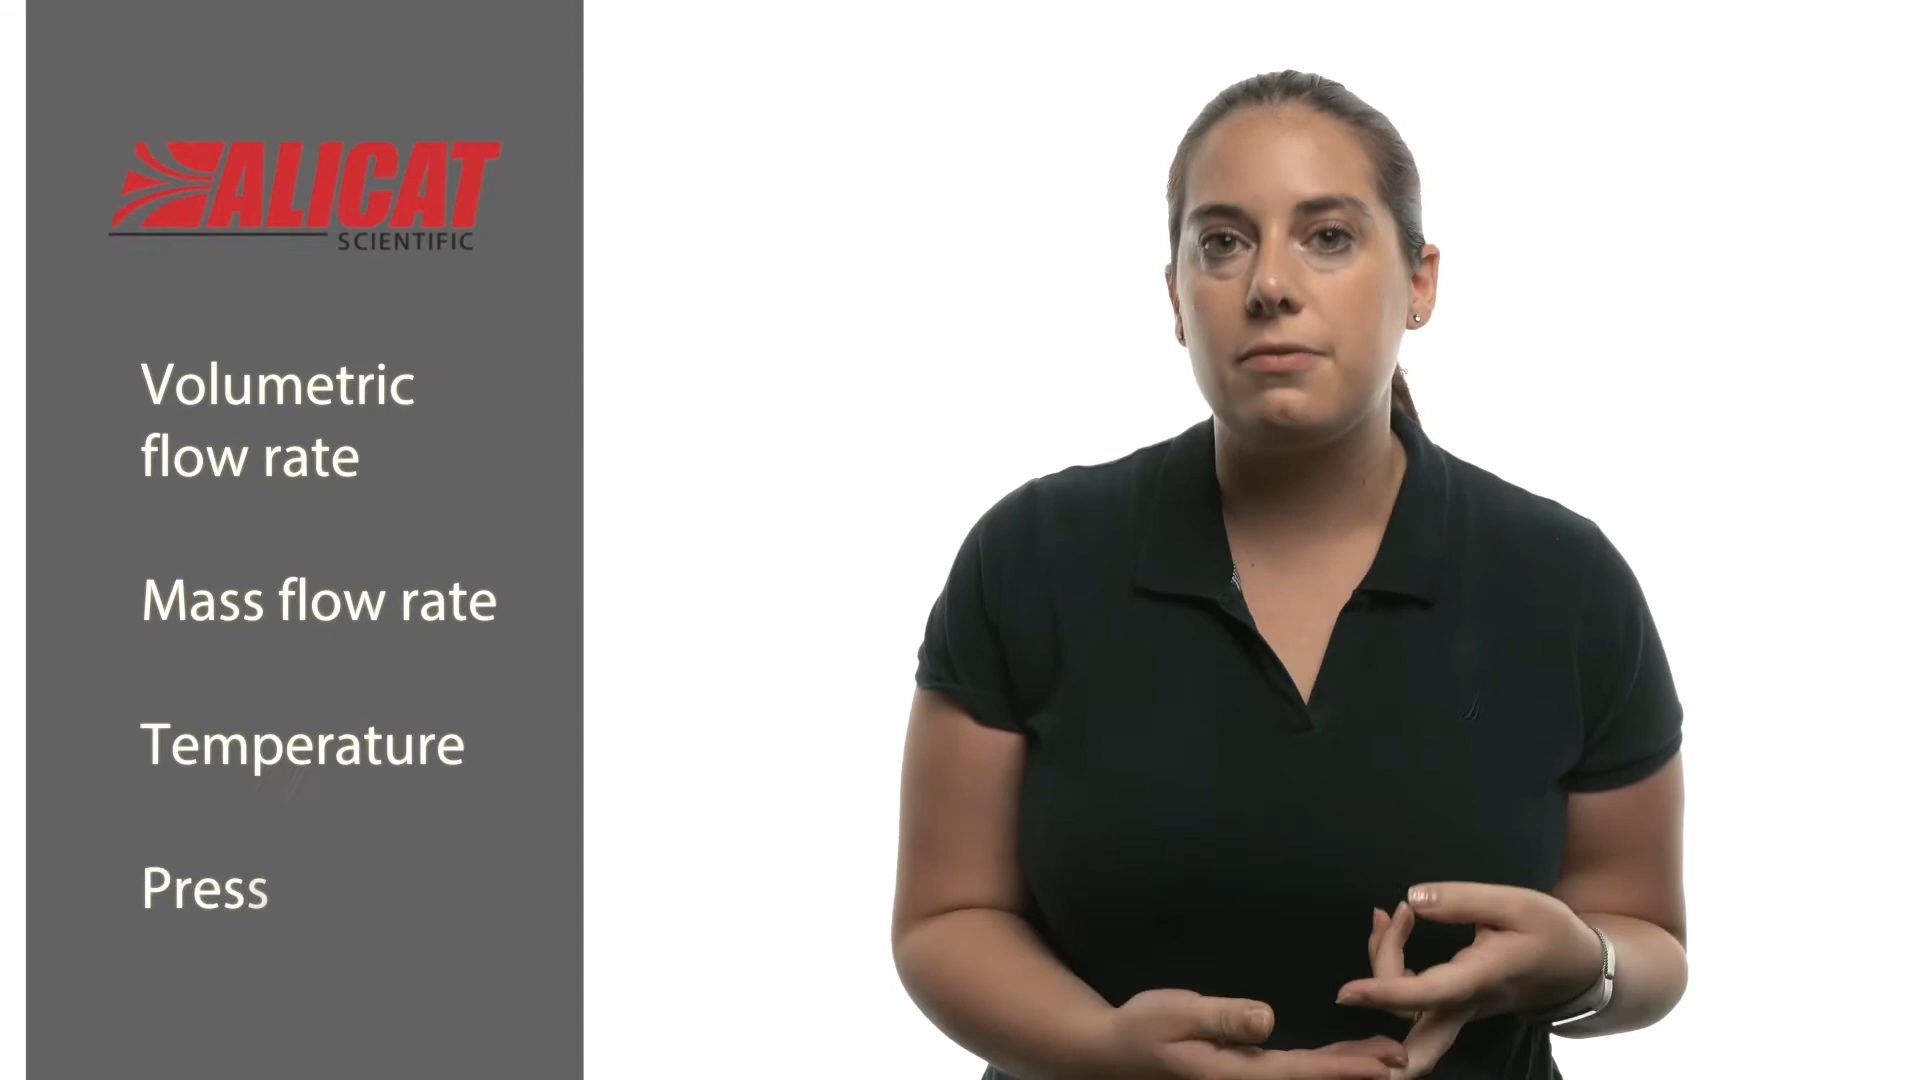 ALICAT
SCIENTIFIC
Volumetric
flow rate
Mass flow rate
Temperature
Press